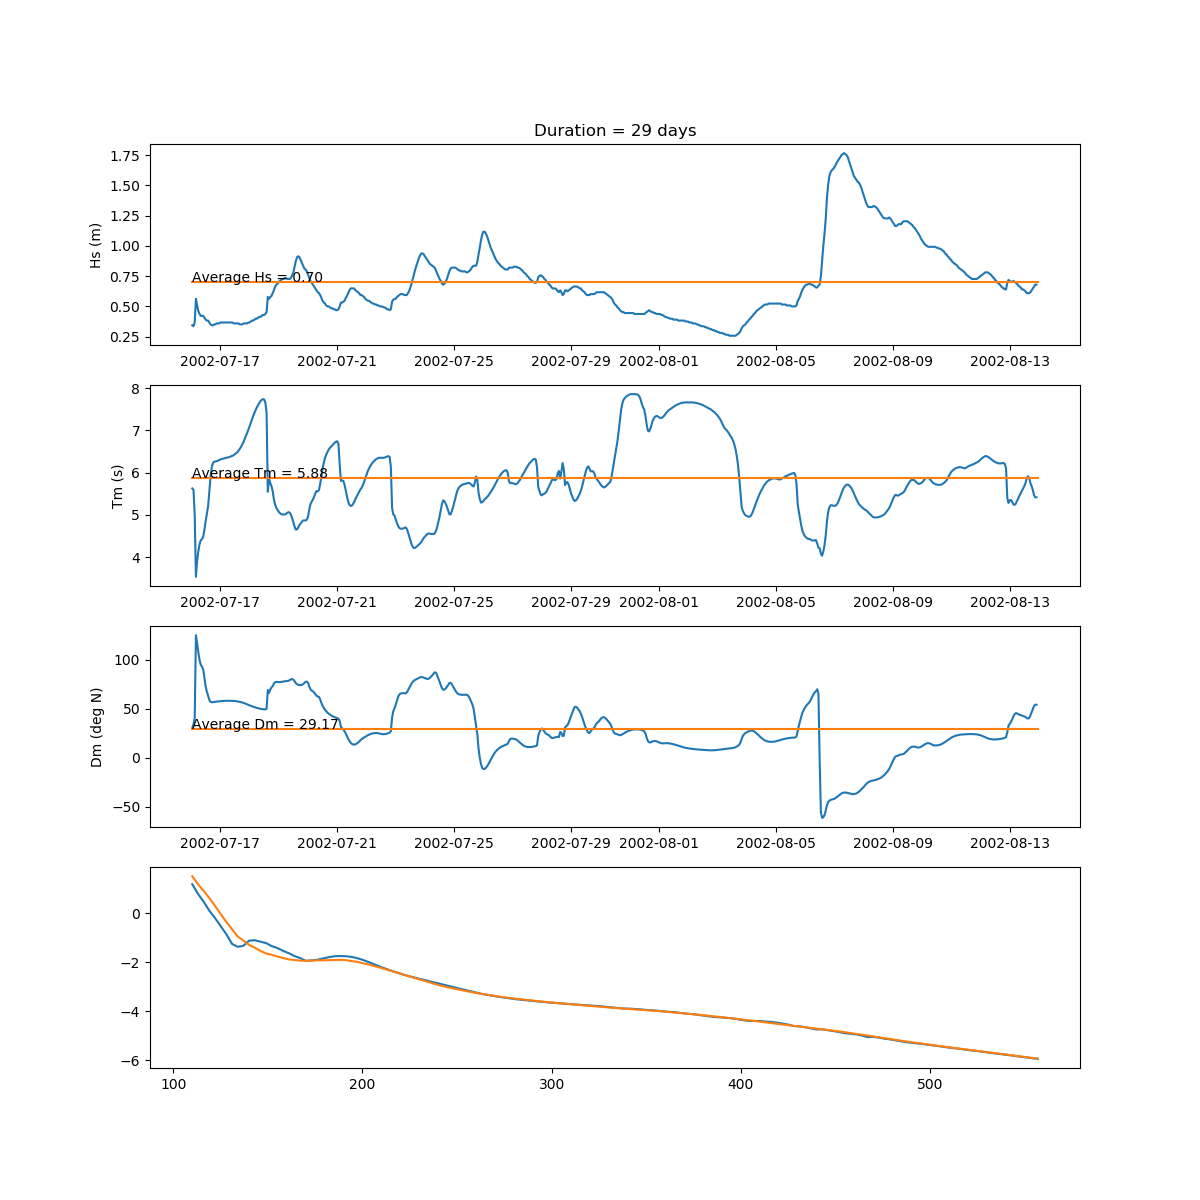 Duration = 29 days
1.75
1.50
1.25
1.00
0.75
0.50
0.25
Hs (m)
Average Hs = 0.70
2002-07-17 2002-07-21 2002-07-25 2002-07-29 2002-08-01 2002-08-05 2002-08-09 2002-08-13
8
7
6
5
4
Tm (s)
Average Tm = 5.88
2002-07-17 2002-07-21 2002-07-25 2002-07-29 2002-08-01 2002-08-05 2002-08-09 2002-08-13
100
50
0
−50
Dm (deg N)
Average Dm = 29.17
2002-07-17 2002-07-21 2002-07-25 2002-07-29 2002-08-01 2002-08-05 2002-08-09 2002-08-13
0
−2
−4
−6
100 200 300 400 500